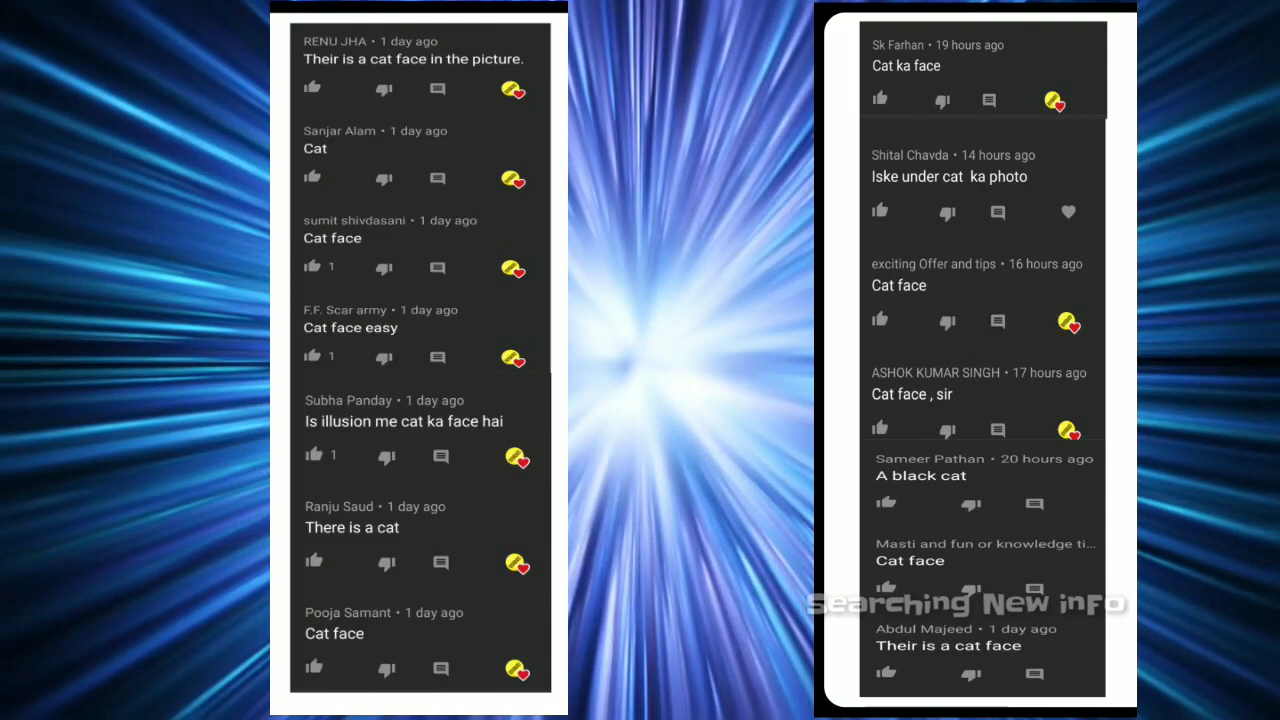 RENU JHA • 1 day ago
Their is a cat face in the picture.
Sanjar Alam • 1 day ago
Cat
sumit shivdasani • 1 day ago
Cat face
1
F.F. Scar army • 1 day ago
Cat face easy
1
Subha Panday • 1 day ago
Is illusion me cat ka face hai
1
Ranju Saud • 1 day ago
There is a cat
Pooja Samant • 1 day ago
Cat face
Sk Farhan • 19 hours ago
Cat ka face
Shital Chavda • 14 hours ago
Iske under cat ka photo
exciting Offer and tips • 16 hours ago
Cat face
ASHOK KUMAR SINGH • 17 hours ago
Cat face , sir
Sameer Pathan • 20 hours ago
A black cat
Masti and fun or knowledge ti...
Cat face
Searching New inFo
Abdul Majeed • 1 day ago
Their is a cat face